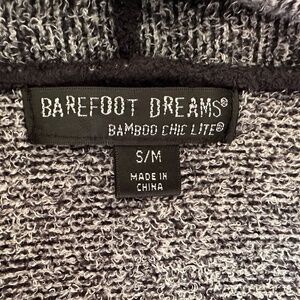 BAREFOOT DREAMS®
BAMBOO CHIC LITE®
S/M
MADE IN
CHINA